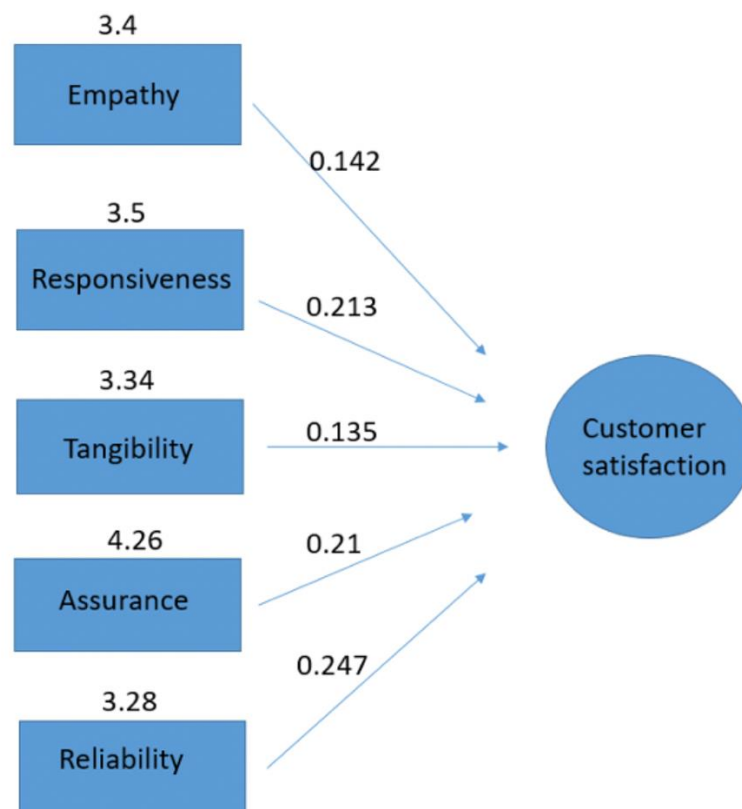 3.4
Empathy
0.142
3.5
Responsiveness
0.213
3.34
Tangibility
0.135
Customer
satisfaction
4.26
Assurance
0.21
0.247
3.28
Reliability